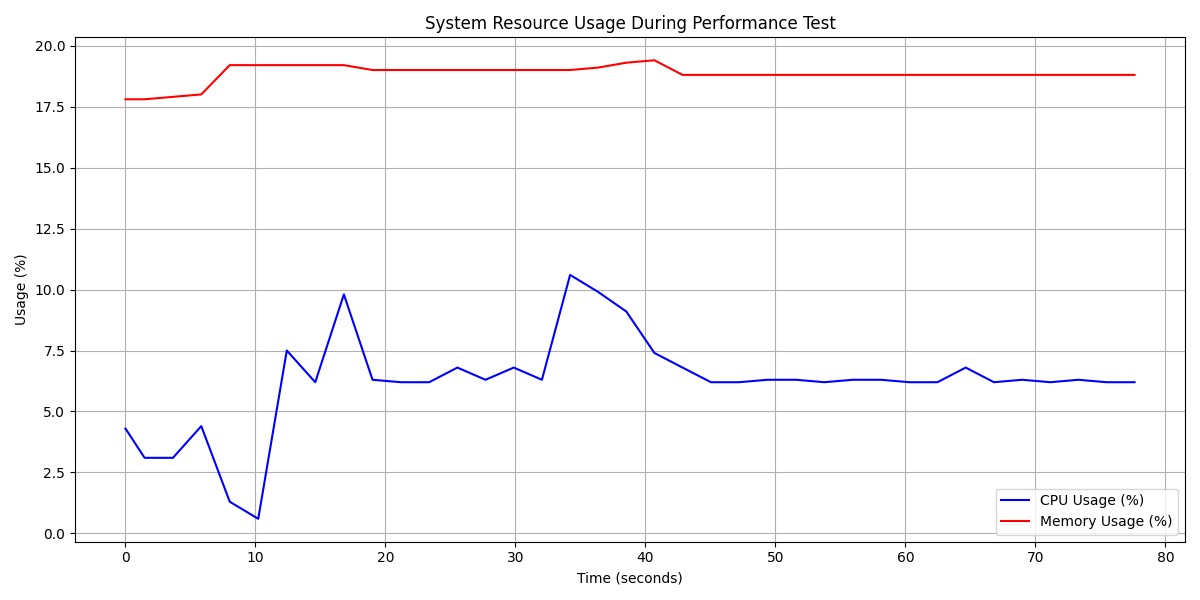 System Resource Usage During Performance Test
20.0
17.5
15.0
12.5
10.0
7.5
5.0
2.5
0.0
Usage (%)
0 10 20 30 40 50 60 70 80
Time (seconds)
CPU Usage (%)
Memory Usage (%)